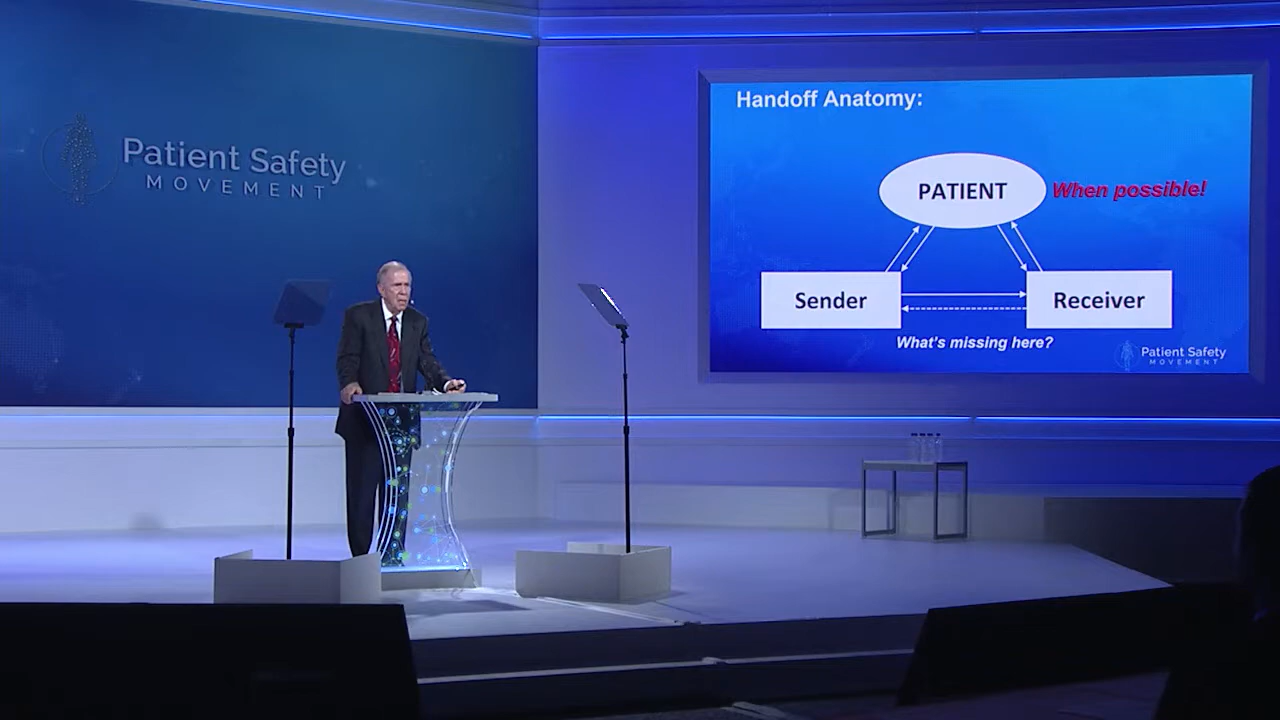 Patient Safety
MOVEMENT
Handoff Anatomy:
PATIENT
When possible!
Sender
Receiver
What's missing here?
Patient Safety
MOVEMENT